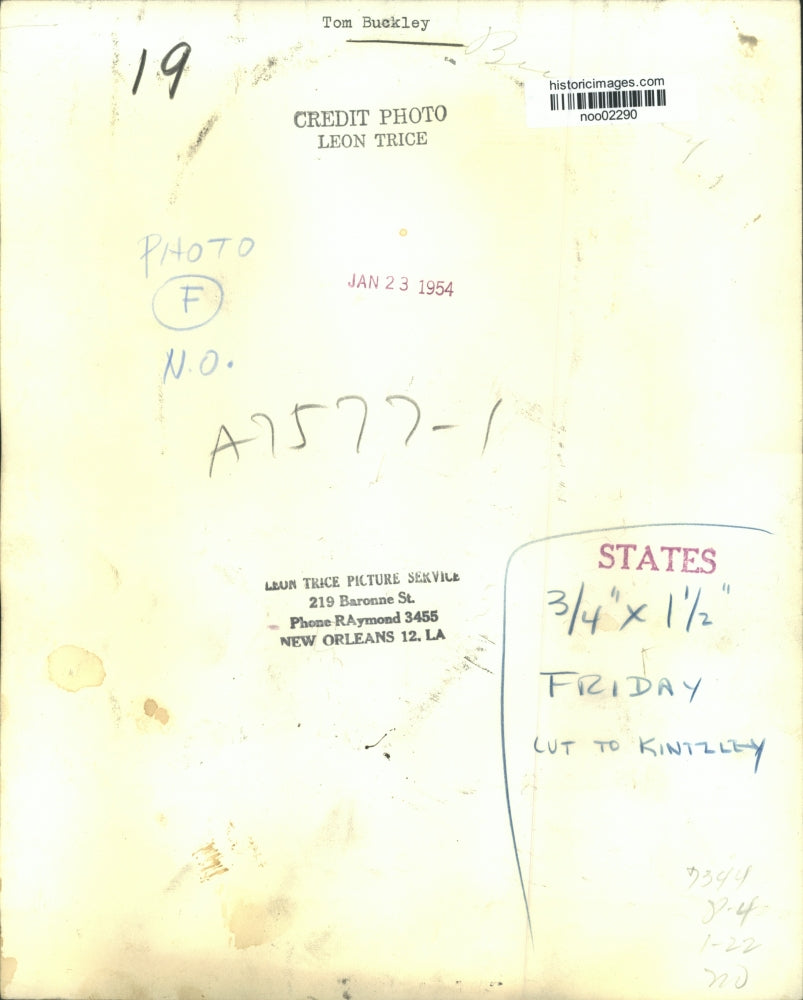 Tom Buckley
19
historicimages.com
noo02290
CREDIT PHOTO
LEON TRICE
PHOTO
F
N.O.
JAN 23 1954
A7577-1
LEON TRICE PICTURE SERVICE
219 Baronne St.
Phone RAymond 3455
NEW ORLEANS 12, LA
STATES
3/4" X 1 1/2"
FRIDAY
CUT TO KINTZLEY
7344
1-22